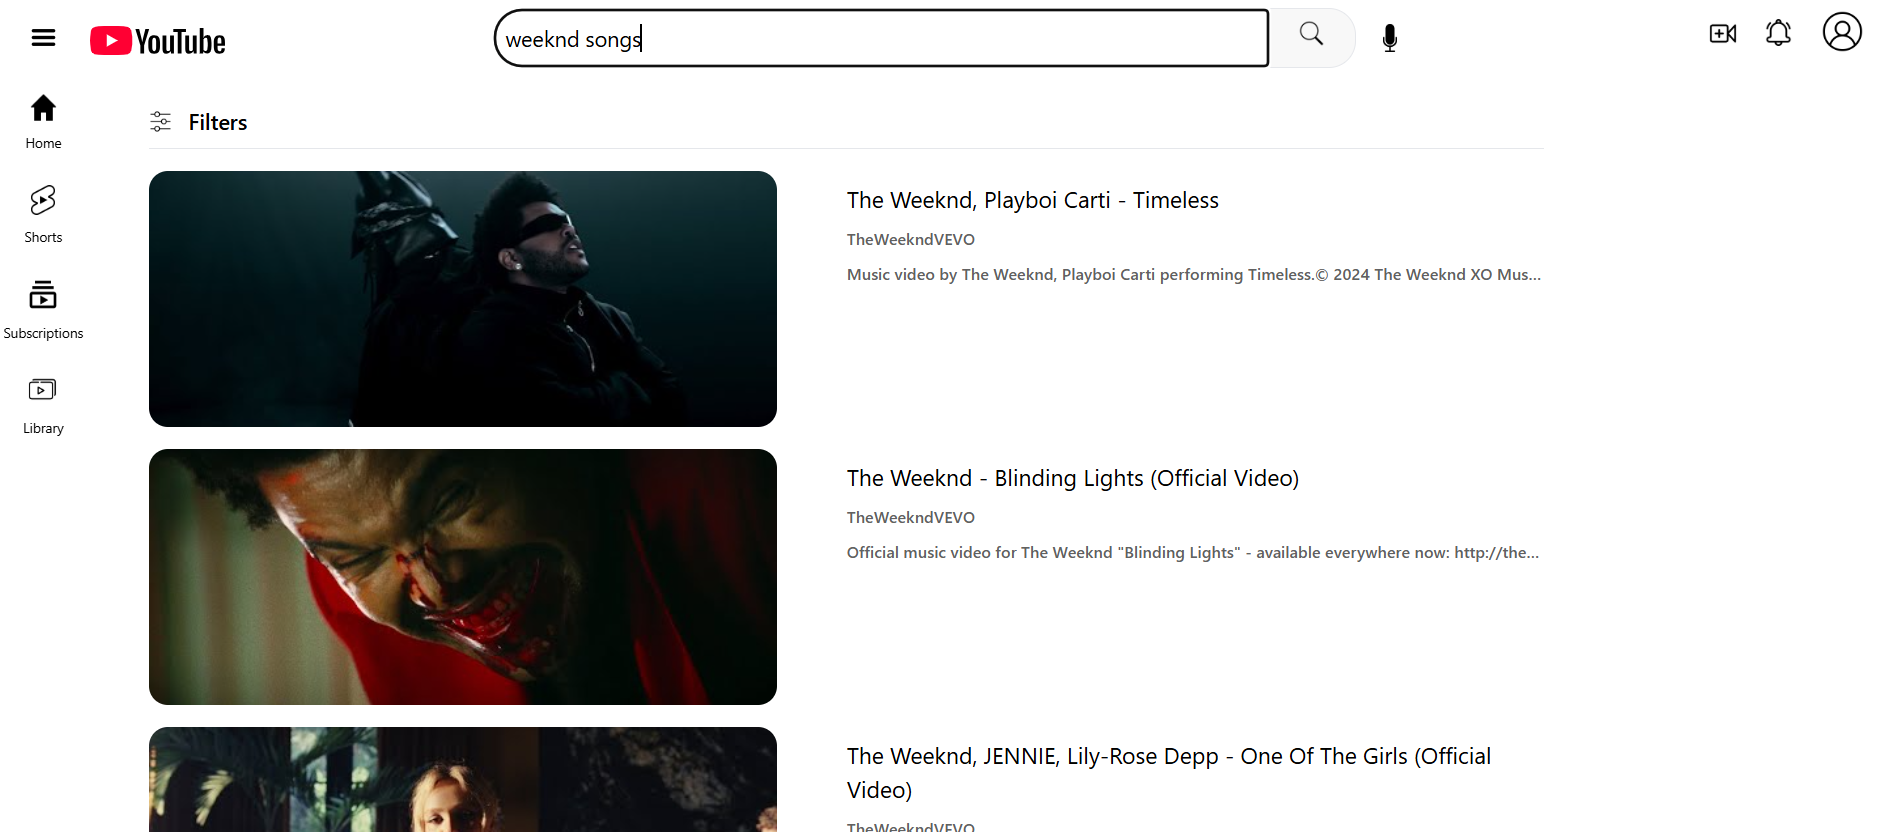 YouTube
weeknd songs
Home
Shorts
Subscriptions
Library
Filters
The Weeknd, Playboi Carti - Timeless
TheWeekndVEVO
Music video by The Weeknd, Playboi Carti performing Timeless.© 2024 The Weeknd XO Mus...
The Weeknd - Blinding Lights (Official Video)
TheWeekndVEVO
Official music video for The Weeknd "Blinding Lights" - available everywhere now: http://the...
The Weeknd, JENNIE, Lily-Rose Depp - One Of The Girls (Official
Video)
TheWeekndVEVO